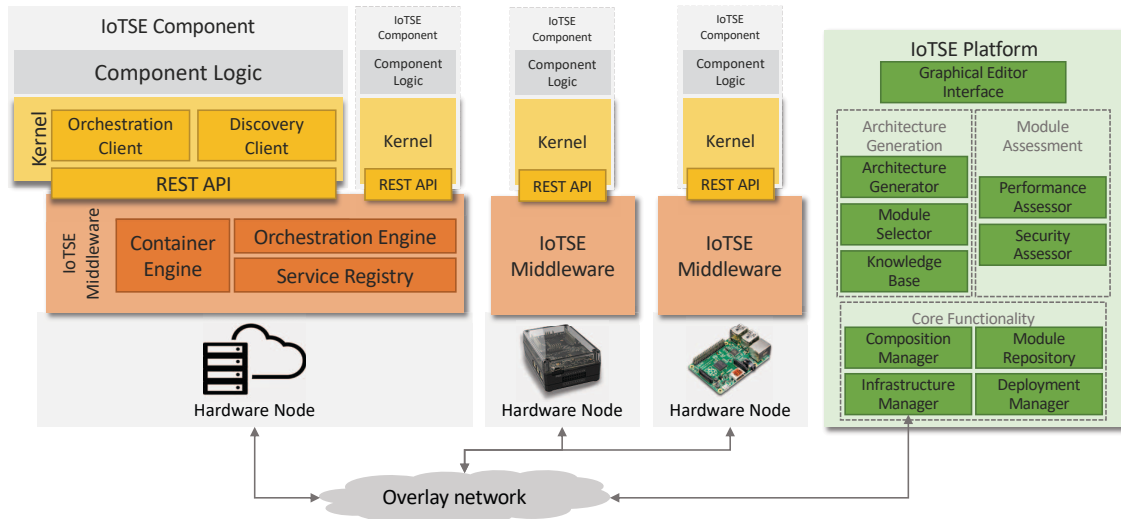 IoTSE Component
Component Logic
Kernel
Orchestration
Client
Discovery
Client
REST API
IoTSE
Middleware
Container
Engine
Orchestration Engine
Service Registry
Hardware Node
IoTSE
Component
Component
Logic
Kernel
REST API
IoTSE
Component
Component
Logic
Kernel
REST API
IoTSE
Middleware
Hardware Node
IoTSE
Component
Component
Logic
Kernel
REST API
IoTSE
Middleware
Hardware Node
IoTSE Platform
Graphical Editor
Interface
Architecture
Generation
Architecture
Generator
Module
Selector
Knowledge
Base
Module
Assessment
Performance
Assessor
Security
Assessor
Core Functionality
Composition
Manager
Module
Repository
Infrastructure
Manager
Deployment
Manager
Overlay network